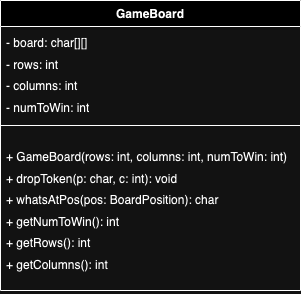 GameBoard
- board: char[][]
- rows: int
- columns: int
- numToWin: int
+ GameBoard(rows: int, columns: int, numToWin: int)
+ dropToken(p: char, c: int): void
+ whatsAtPos(pos: BoardPosition): char
+ getNumToWin(): int
+ getRows(): int
+ getColumns(): int